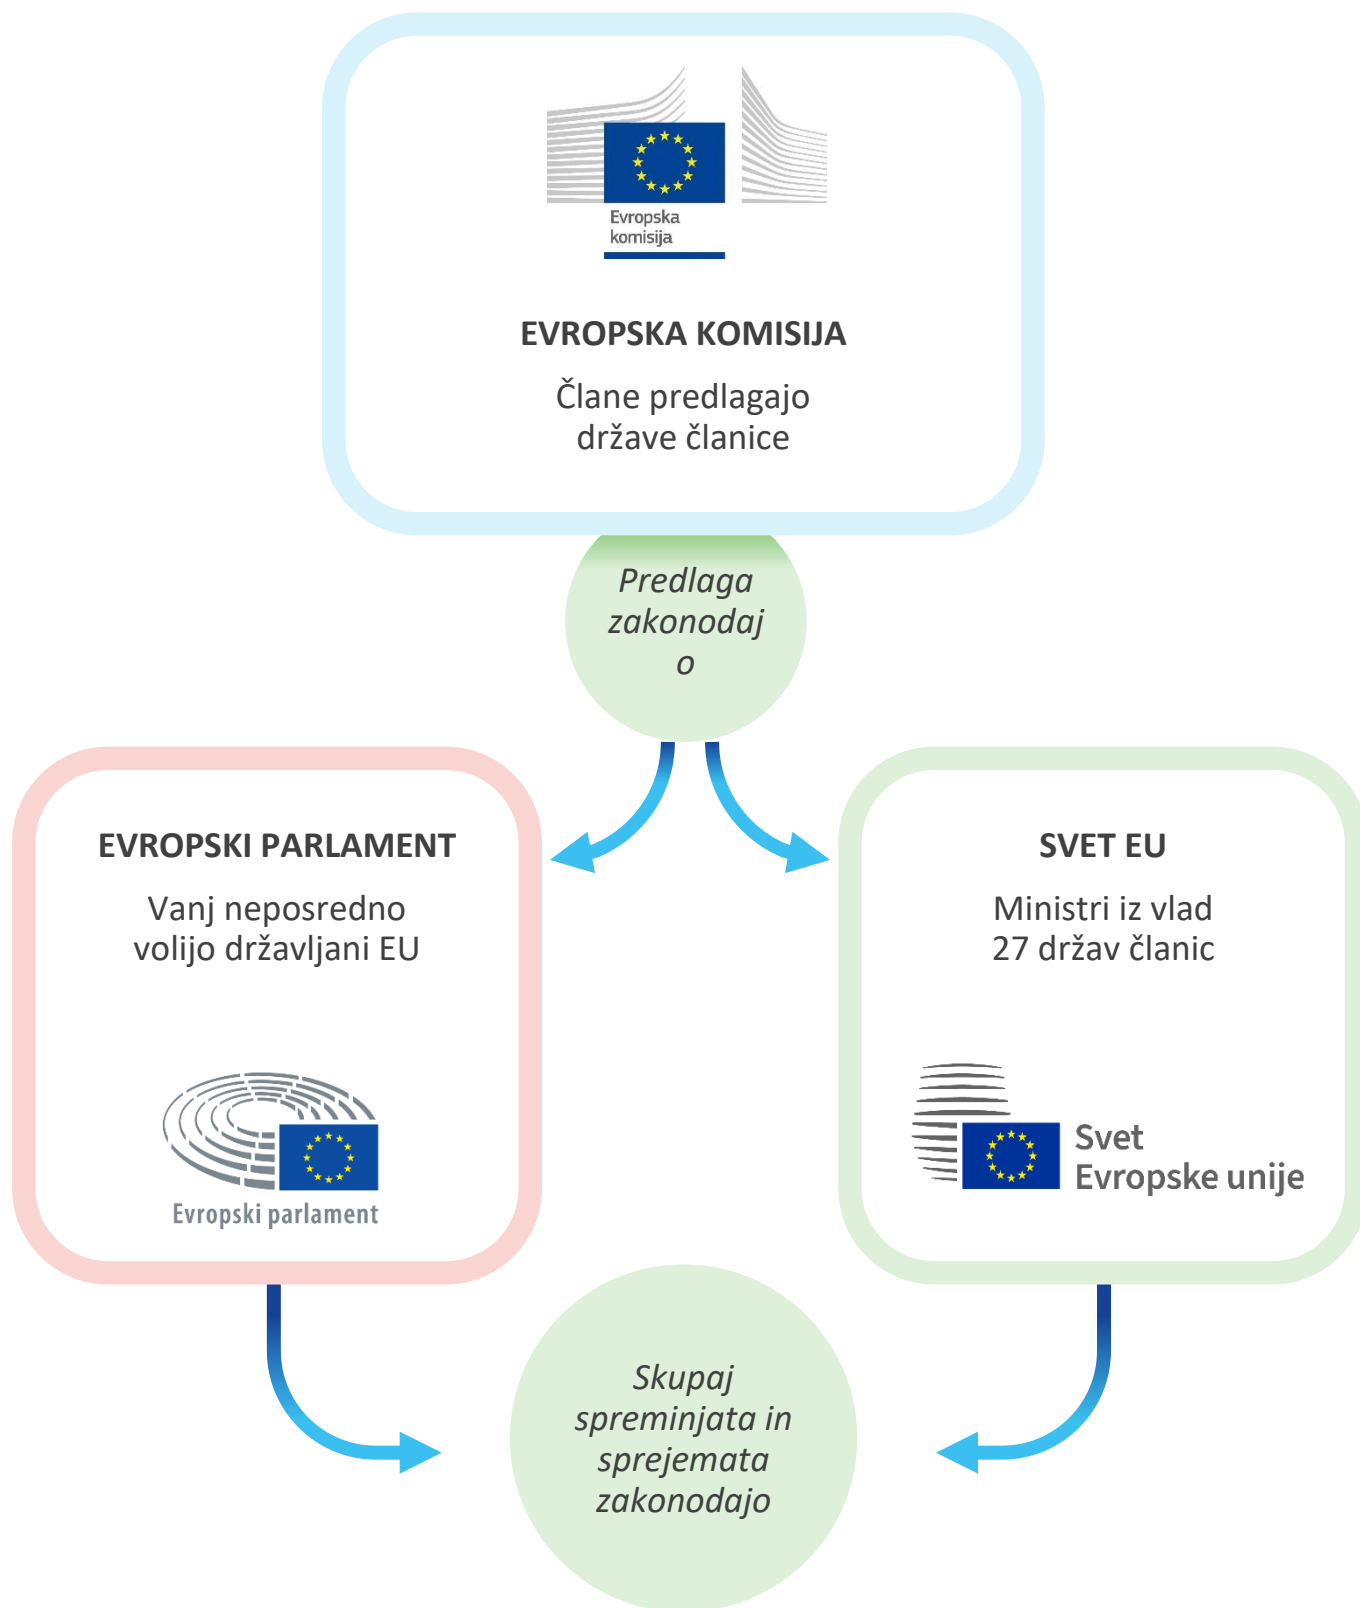 Evropska
komisija
EVROPSKA KOMISIJA
Člane predlagajo
države članice
Predlaga
zakonodaj
o
EVROPSKI PARLAMENT
Vanj neposredno
volijo državljani EU
Evropski parlament
SVET EU
Ministri iz vlad
27 držav članic
Svet
Evropske unije
Skupaj
spreminjata in
sprejemata
zakonodajo